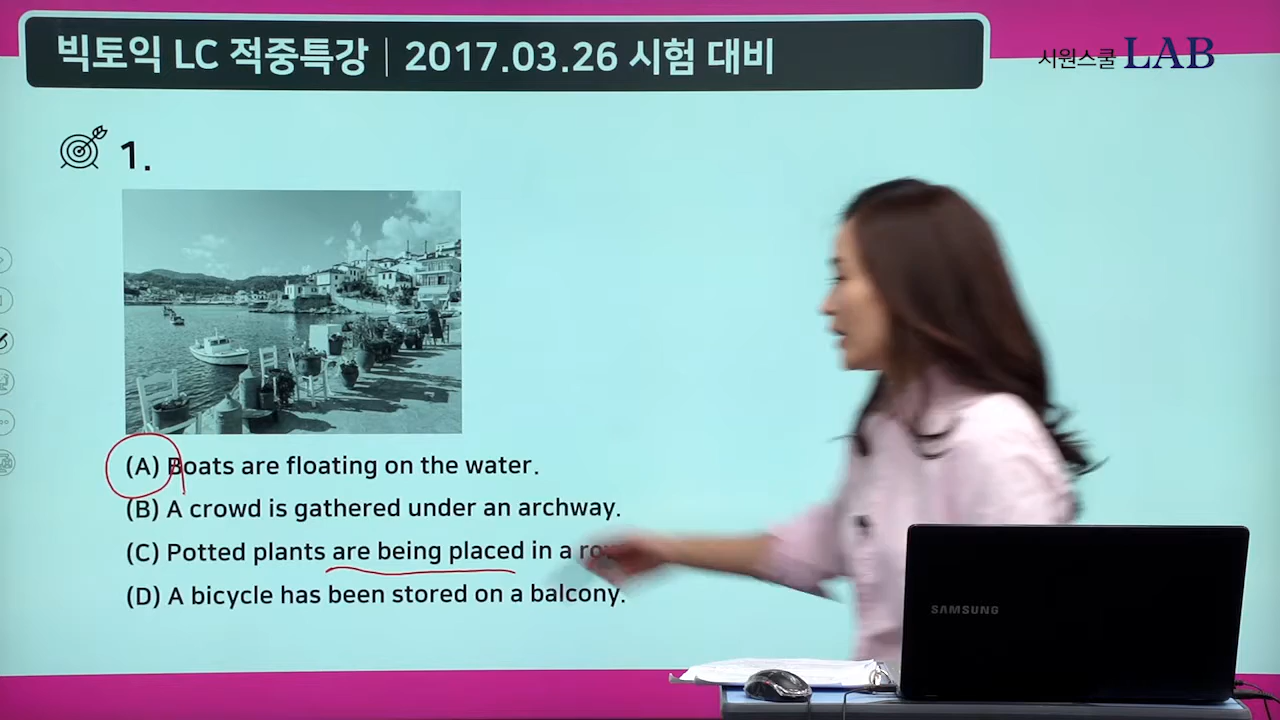 빅토익 LC 적중특강 | 2017.03.26 시험 대비
시원스쿨 LAB
1.
(A) Boats are floating on the water.
(B) A crowd is gathered under an archway.
(C) Potted plants are being placed in a
(D) A bicycle has been stored on a balcony.
SAMSUNG